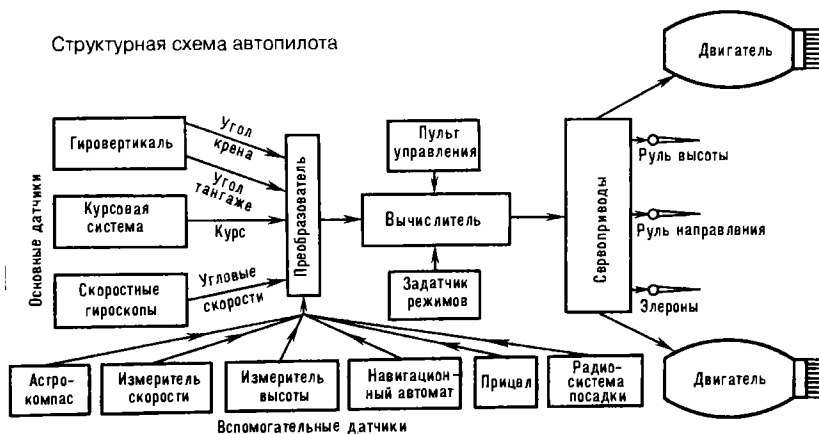 Структурная схема автопилота
Двигатель
Основные датчики
Гировертикаль
Угол
крена
Угол
тангаже
Курсовая
система
Курс
Скоростные
гироскопы
Угловые
скорости
Преобразователь
Пульт
управления
Вычислитель
Задатчик
режимов
Сервоприводы
Руль высоты
Руль направления
Элероны
Двигатель
Астро-
компас
Измеритель
скорости
Измеритель
высоты
Навигацион-
ный автомат
Прицел
Радио-
система
посадки
Вспомогательные датчики